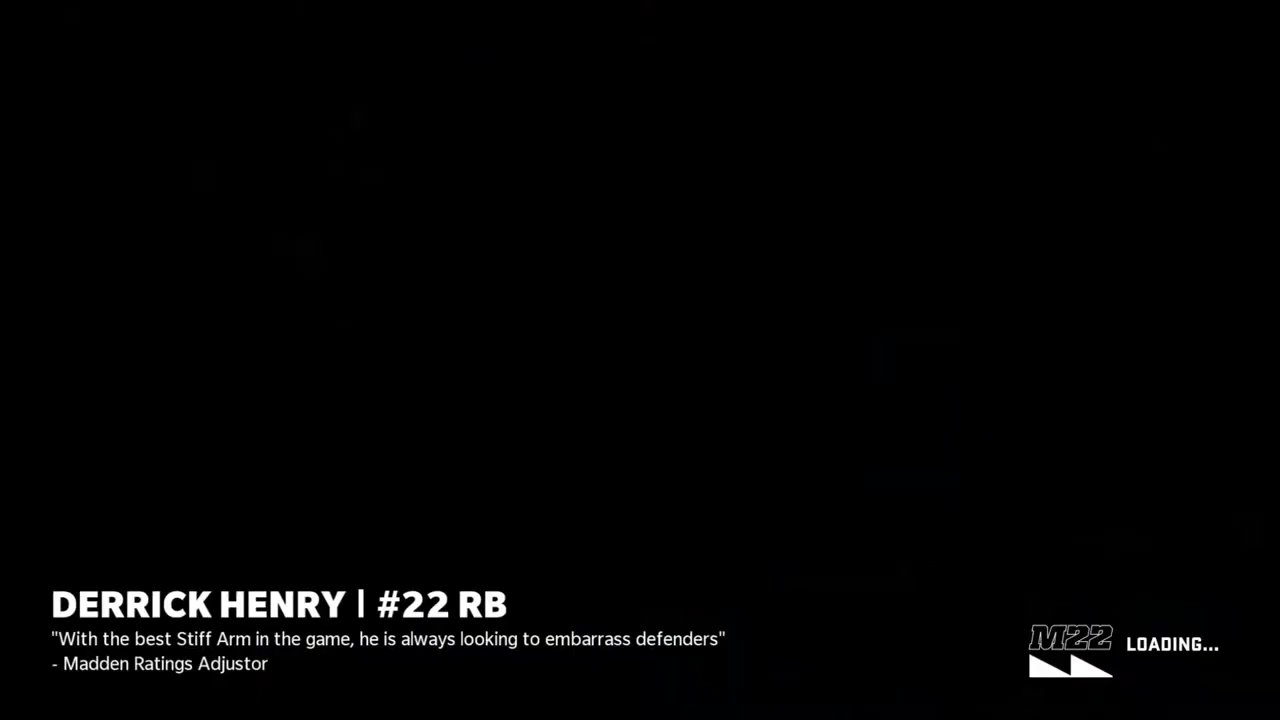 DERRICK HENRY | #22 RB
"With the best Stiff Arm in the game, he is always looking to embarrass defenders"
- Madden Ratings Adjustor
M22
LOADING...